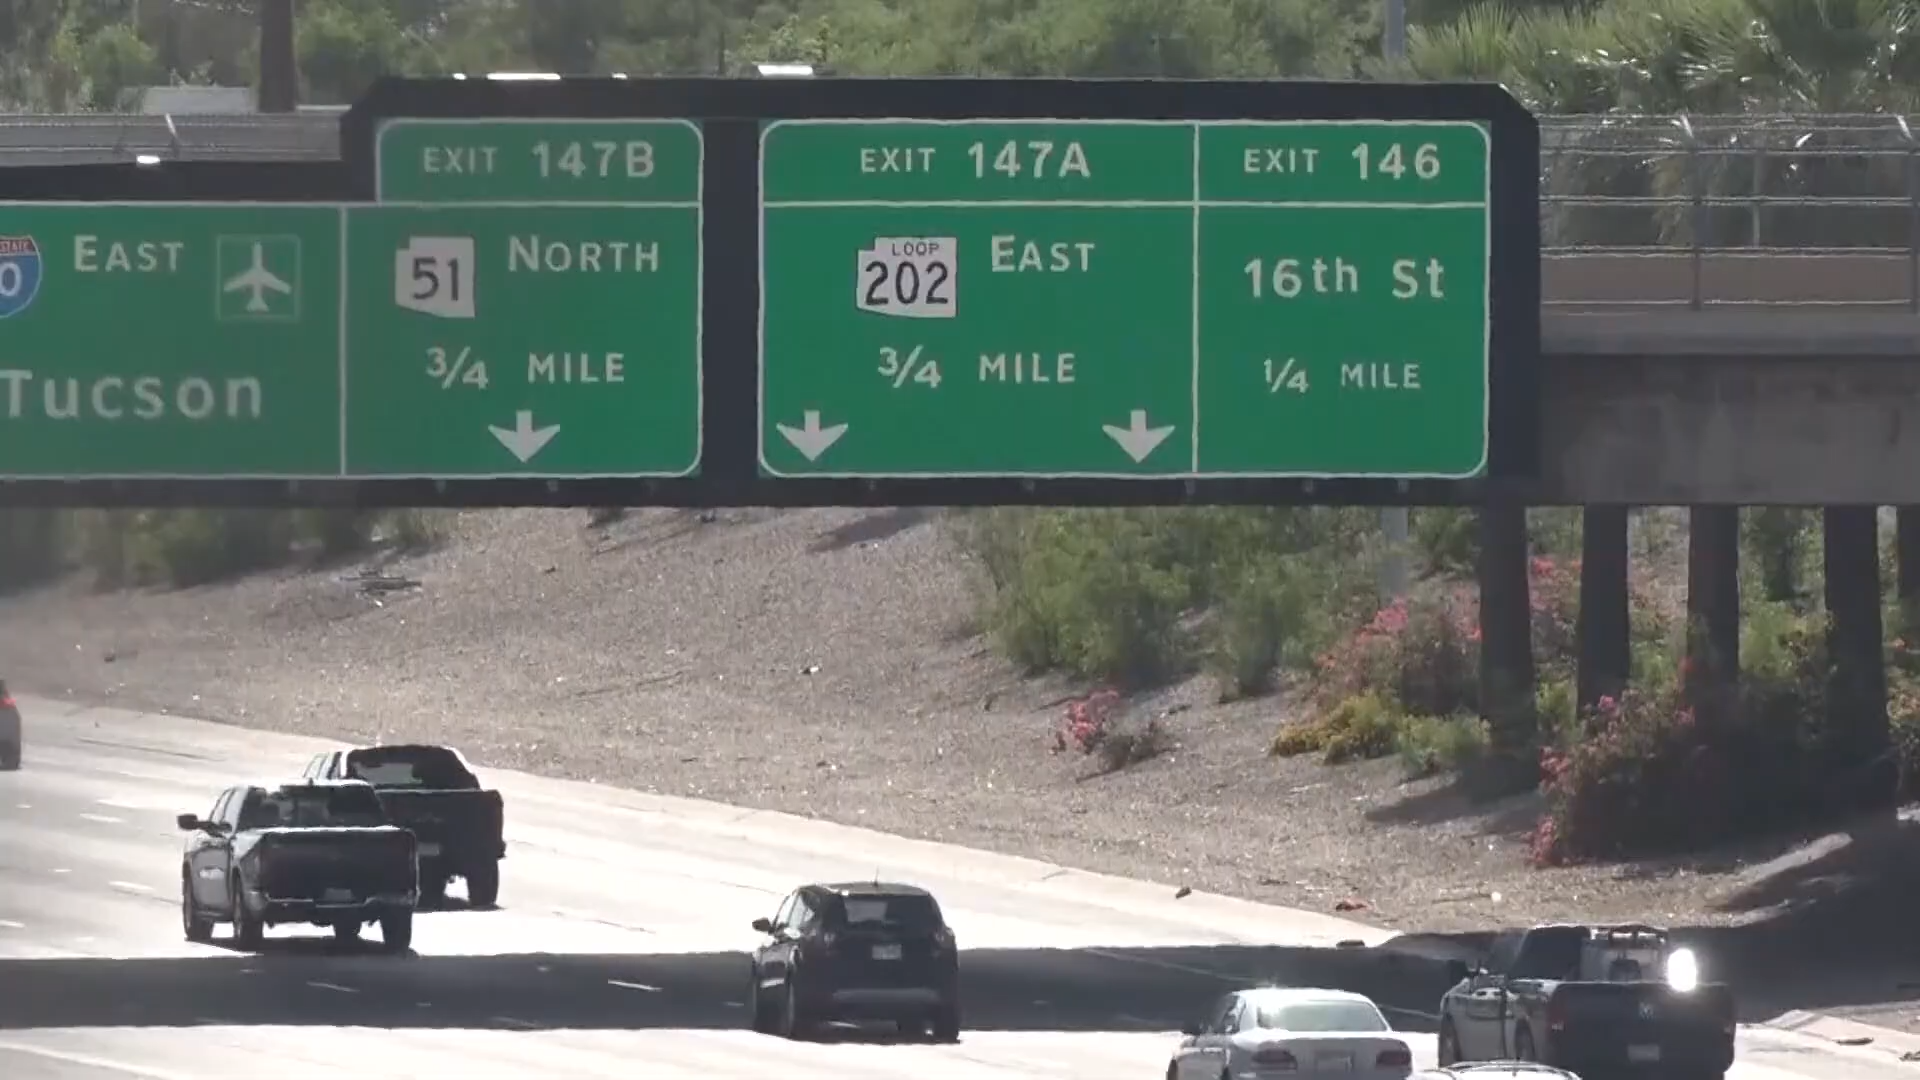 EXIT 147B
EAST
Tucson
51 NORTH
3/4 MILE
EXIT 147A
LOOP
202 EAST
3/4 MILE
EXIT 146
16th St
1/4 MILE